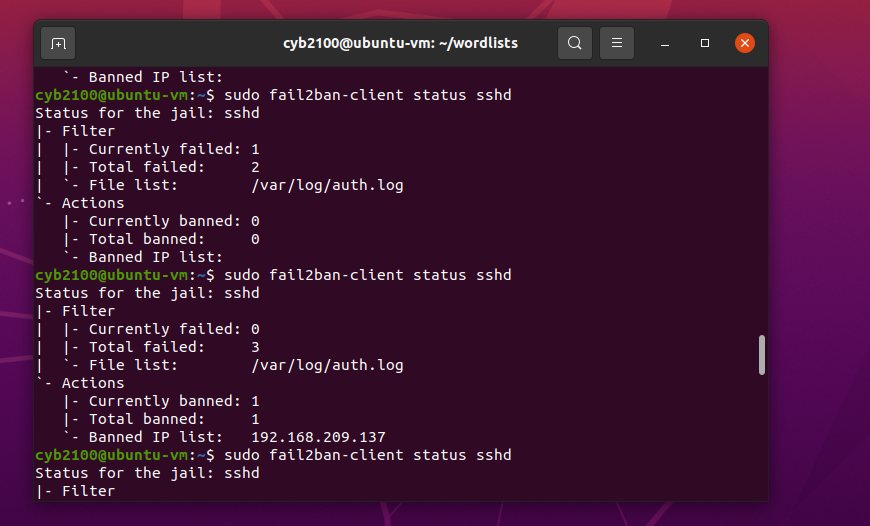 cyb2100@ubuntu-vm: ~/wordlists
   `- Banned IP list:
cyb2100@ubuntu-vm:~$ sudo fail2ban-client status sshd
Status for the jail: sshd
|- Filter
|  |- Currently failed: 1
|  |- Total failed:     2
|  `- File list:        /var/log/auth.log
`- Actions
   |- Currently banned: 0
   |- Total banned:     0
   `- Banned IP list:
cyb2100@ubuntu-vm:~$ sudo fail2ban-client status sshd
Status for the jail: sshd
|- Filter
|  |- Currently failed: 0
|  |- Total failed:     3
|  `- File list:        /var/log/auth.log
`- Actions
   |- Currently banned: 1
   |- Total banned:     1
   `- Banned IP list:   192.168.209.137
cyb2100@ubuntu-vm:~$ sudo fail2ban-client status sshd
Status for the jail: sshd
|- Filter